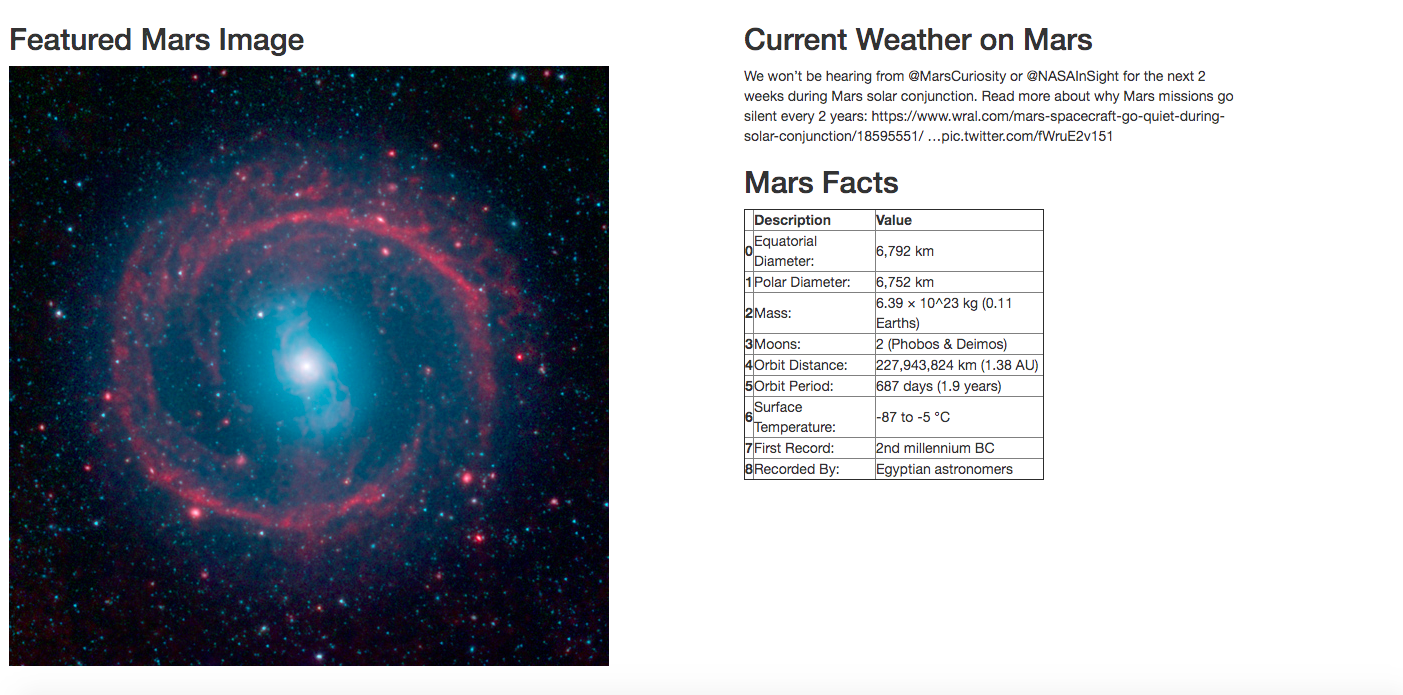 Featured Mars Image
Current Weather on Mars
We won't be hearing from @MarsCuriosity or @NASAInSight for the next 2
weeks during Mars solar conjunction. Read more about why Mars missions go
silent every 2 years: https://www.wral.com/mars-spacecraft-go-quiet-during-
solar-conjunction/18595551/ …pic.twitter.com/fWruE2v151
Mars Facts
Description Value
0 Equatorial
Diameter: 6,792 km
1 Polar Diameter: 6,752 km
2 Mass: 6.39 × 10^23 kg (0.11
Earths)
3 Moons: 2 (Phobos & Deimos)
4 Orbit Distance: 227,943,824 km (1.38 AU)
5 Orbit Period: 687 days (1.9 years)
6 Surface
Temperature: -87 to -5 °C
7 First Record: 2nd millennium BC
8 Recorded By: Egyptian astronomers